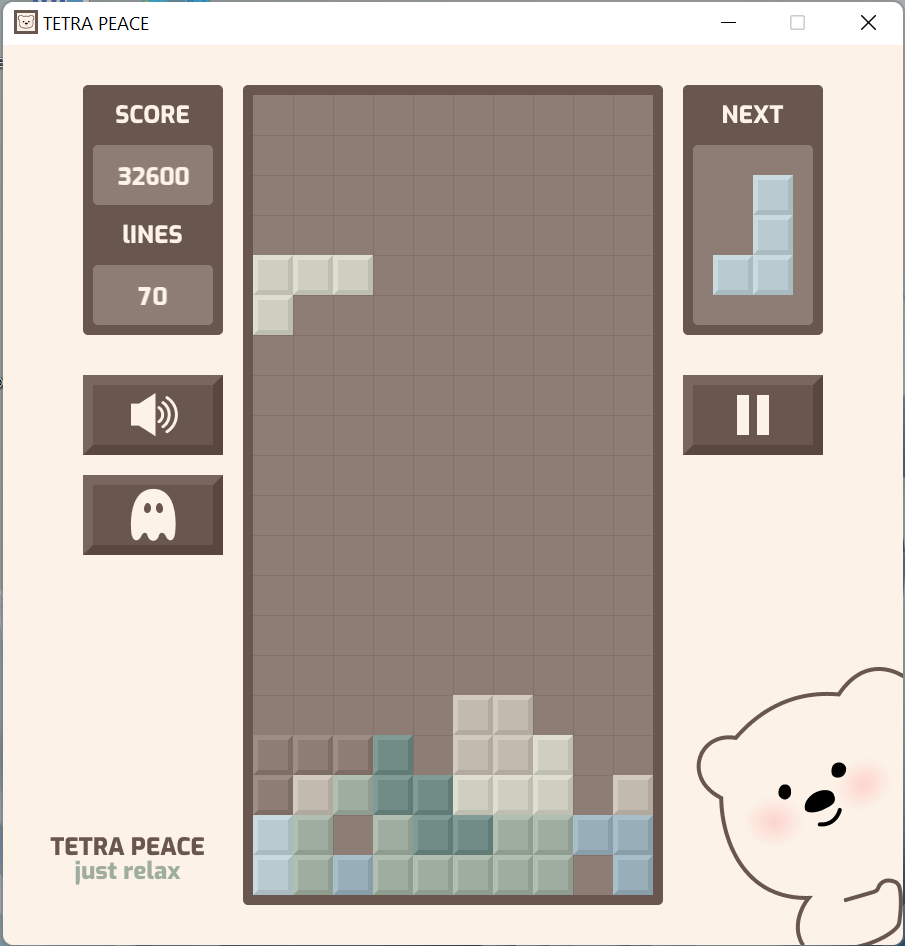 TETRA PEACE
SCORE
32600
lINES
70
NEXT
TETRA PEACE
just relax